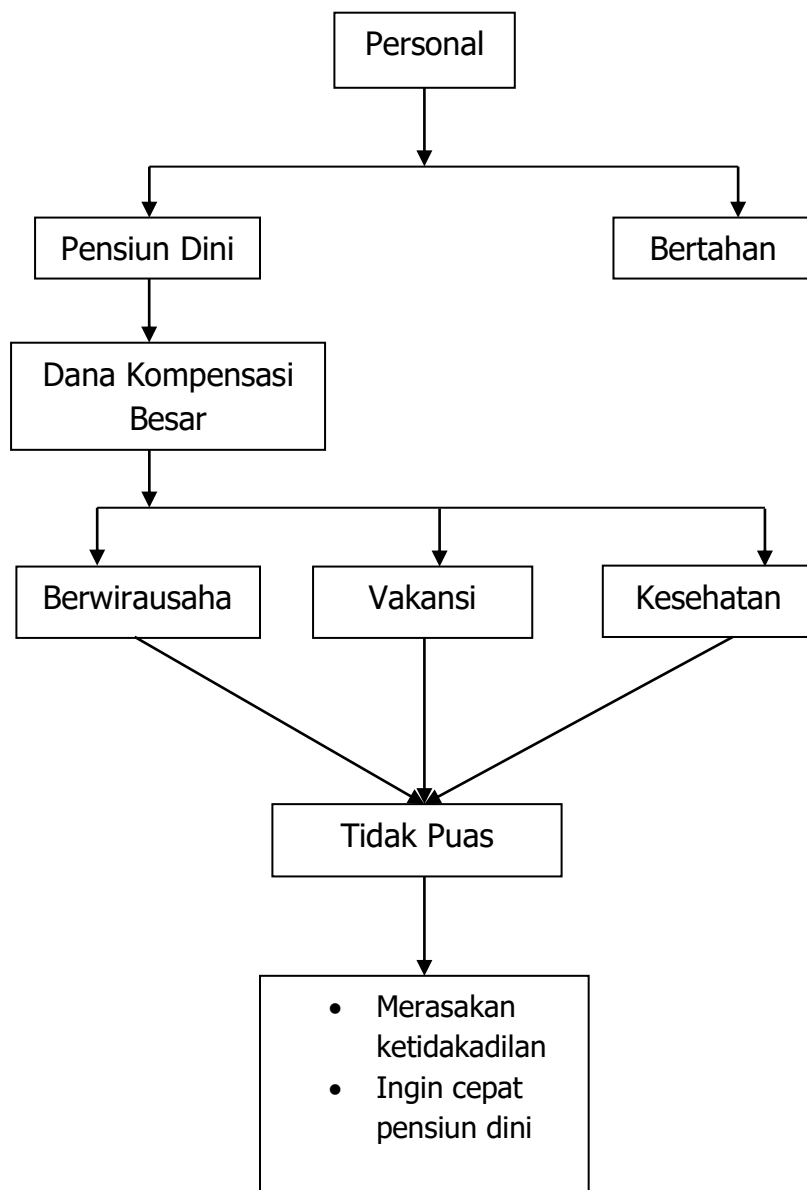 Personal
Pensiun Dini
Bertahan
Dana Kompensasi
Besar
Berwirausaha
Vakansi
Kesehatan
Tidak Puas
• Merasakan
ketidakadilan
• Ingin cepat
pensiun dini